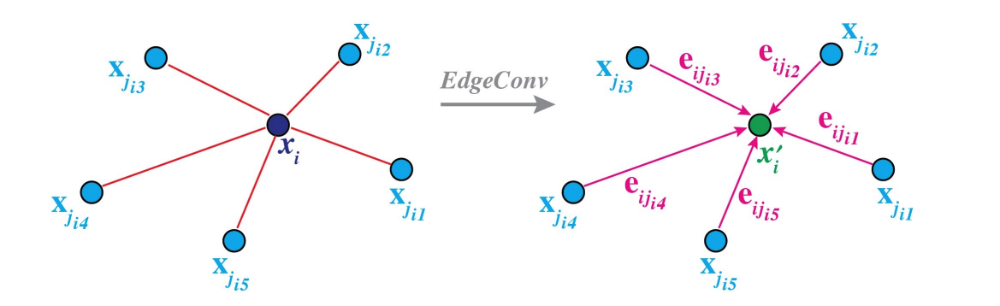 x_{j_{i2}}
x_{j_{i3}}
x_i
x_{j_{i4}}
x_{j_{i1}}
x_{j_{i5}}
EdgeConv
x_{j_{i2}}
e_{ij_{i3}}
e_{ij_{i2}}
x_{j_{i3}}
e_{ij_{i1}}
x'_i
e_{ij_{i4}}
e_{ij_{i5}}
x_{j_{i4}}
x_{j_{i1}}
x_{j_{i5}}